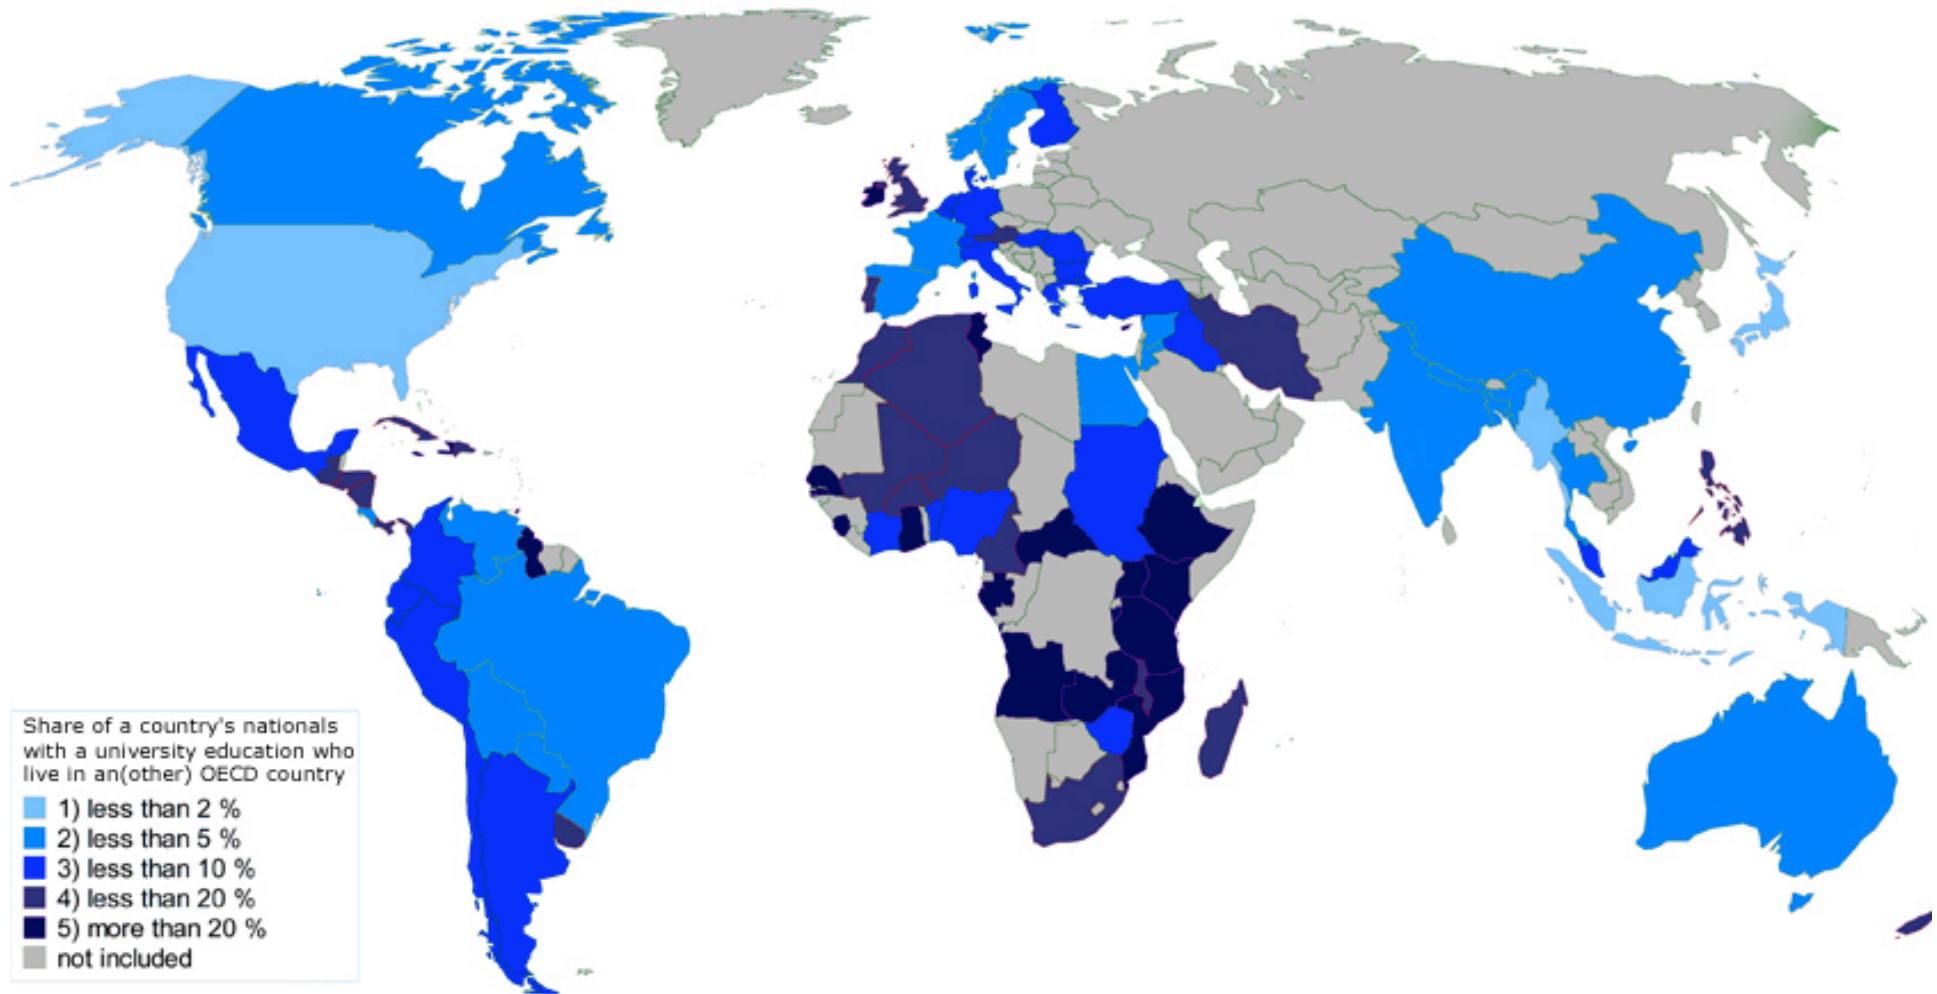 Share of a country's nationals
with a university education who
live in an(other) OECD country
1) less than 2 %
2) less than 5 %
3) less than 10 %
4) less than 20 %
5) more than 20 %
not included